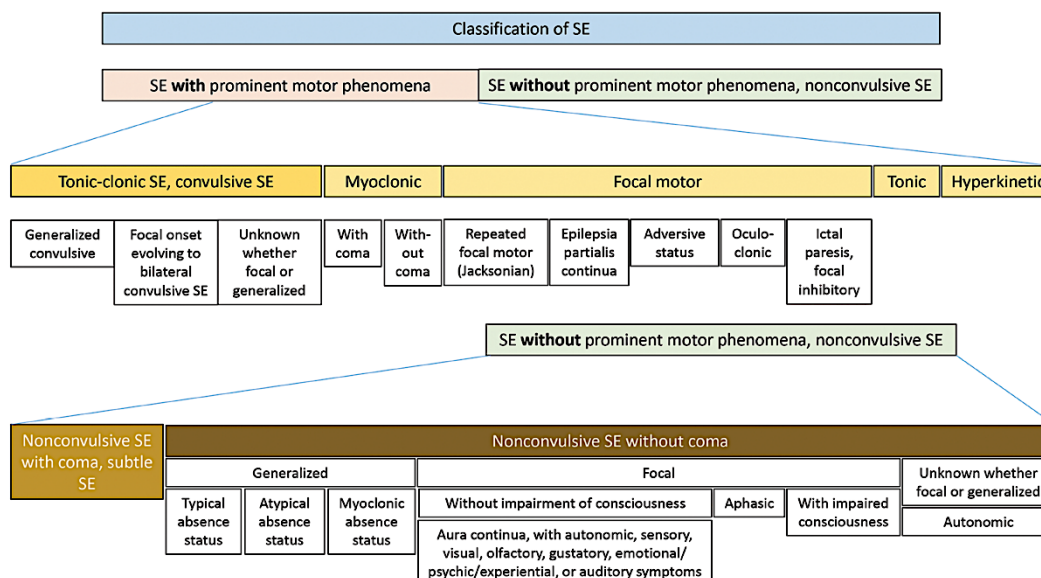 Classification of SE
SE with prominent motor phenomena
SE without prominent motor phenomena, nonconvulsive SE
Tonic-clonic SE, convulsive SE
Myoclonic
Focal motor
Tonic
Hyperkinetic
Generalized
convulsive
Focal onset
evolving to
bilateral
convulsive SE
Unknown
whether
focal or
generalized
With
coma
With-
out
coma
Repeated
focal motor
(Jacksonian)
Epilepsia
partialis
continua
Adversive
status
Oculo-
clonic
Ictal
paresis,
focal
inhibitory
SE without prominent motor phenomena, nonconvulsive SE
Nonconvulsive SE
with coma, subtle
SE
Nonconvulsive SE without coma
Generalized
Typical
absence
status
Atypical
absence
status
Myoclonic
absence
status
Focal
Without impairment of consciousness
Aura continua, with autonomic, sensory,
visual, olfactory, gustatory, emotional/
psychic/experiential, or auditory symptoms
Aphasic
With impaired
consciousness
Unknown whether
focal or generalized
Autonomic